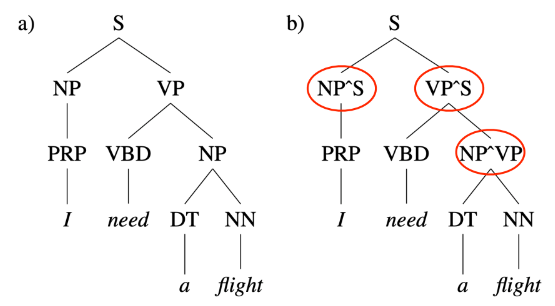 a) S b) S
NP VP NP^S VP^S
PRP VBD NP PRP VBD NP^VP
I need DT NN I need DT NN
a flight a flight